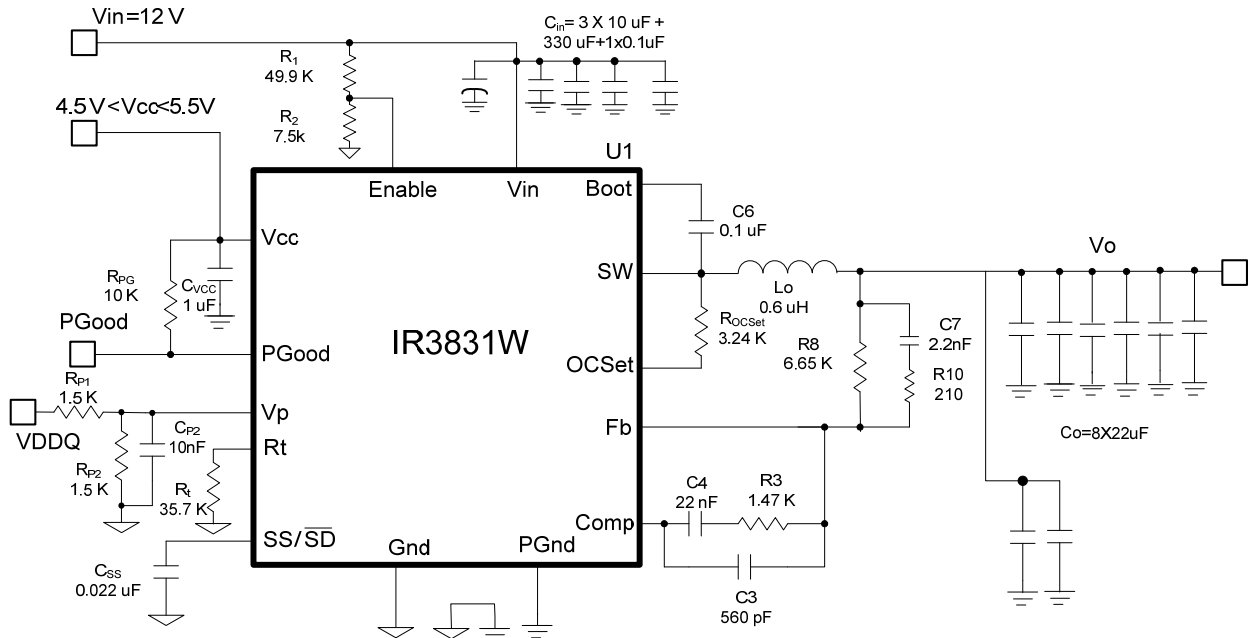 Vin=12 V
C_in= 3 X 10 uF +
330 uF+1x0.1uF
R1
49.9 K
4.5 V <Vcc<5.5V
R2
7.5k
U1
Enable
Vin
Boot
C6
0.1 uF
Vcc
SW
Vo
RPG
10 K
CVCC
1 uF
Lo
0.6 uH
ROCSet
3.24 K
C7
2.2nF
PGood
IR3831W
R8
6.65 K
PGood
OCSet
R10
210
RP1
1.5 K
Vp
CP2
10nF
Fb
VDDQ
Rt
Co=8X22uF
RP2
1.5 K
Rt
35.7 K
C4
22 nF
R3
1.47 K
Comp
SS/SD
Gnd
PGnd
CSS
0.022 uF
C3
560 pF